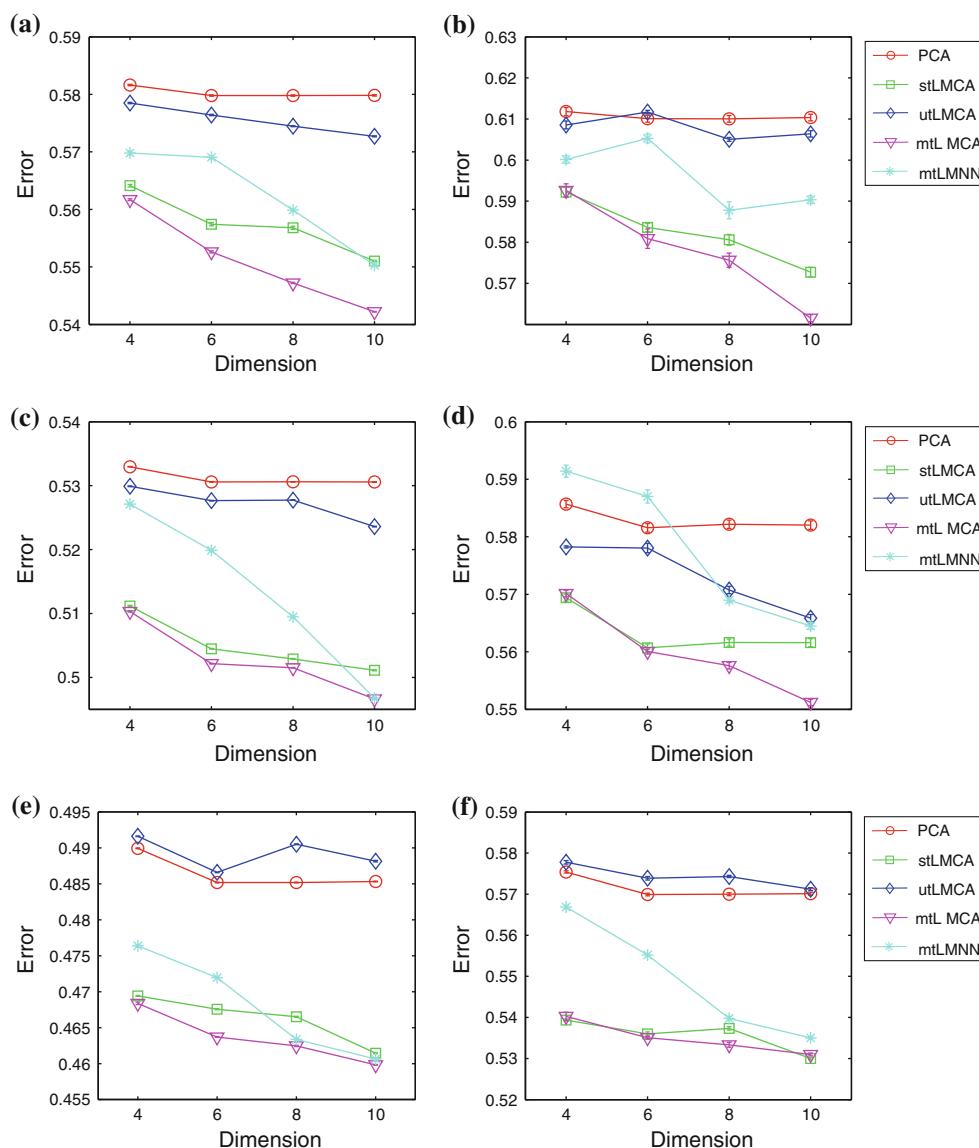 (a)
0.59
0.58
0.57
0.56
0.55
0.54
Error
4 6 8 10
Dimension
(b)
0.63
0.62
0.61
0.6
0.59
0.58
0.57
Error
4 6 8 10
Dimension
PCA
stLMCA
utLMCA
mtL MCA
mtLMNN
(c)
0.54
0.53
0.52
0.51
0.5
Error
4 6 8 10
Dimension
(d)
0.6
0.59
0.58
0.57
0.56
0.55
Error
4 6 8 10
Dimension
PCA
stLMCA
utLMCA
mtL MCA
mtLMNN
(e)
0.495
0.49
0.485
0.48
0.475
0.47
0.465
0.46
0.455
Error
4 6 8 10
Dimension
(f)
0.59
0.58
0.57
0.56
0.55
0.54
0.53
0.52
Error
4 6 8 10
Dimension
PCA
stLMCA
utLMCA
mtL MCA
mtLMNN